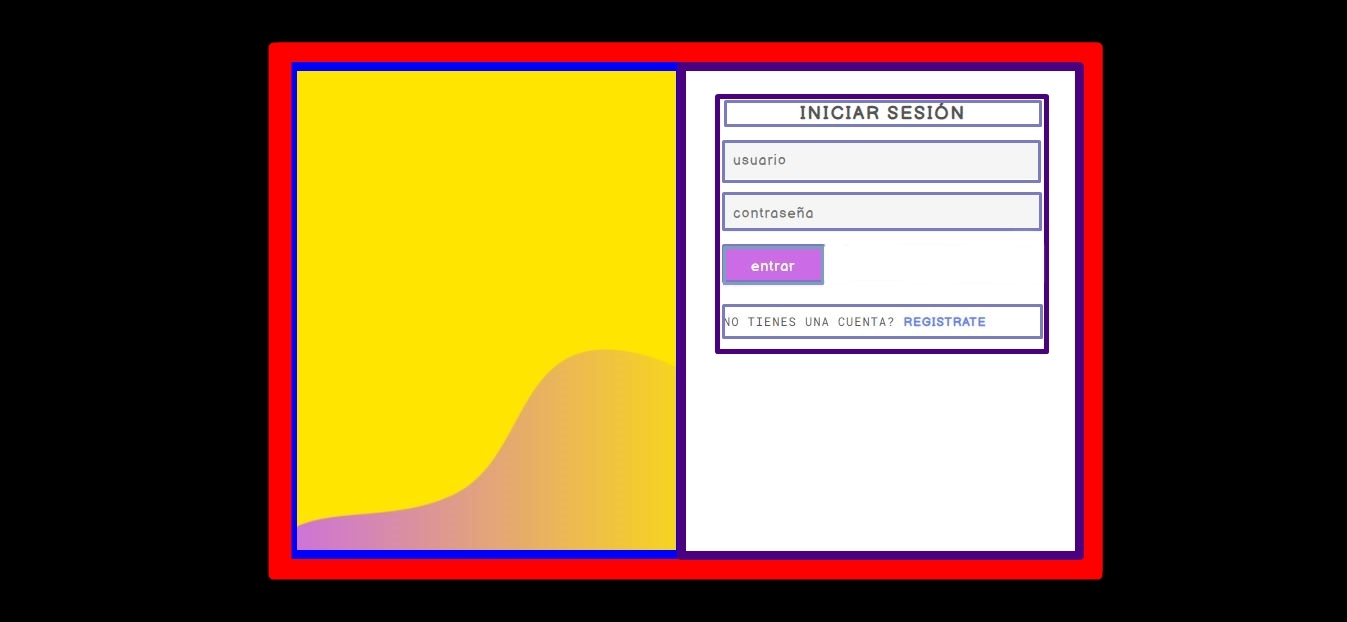 INICIAR SESIÓN
usuario
contraseña
entrar
NO TIENES UNA CUENTA? REGISTRATE